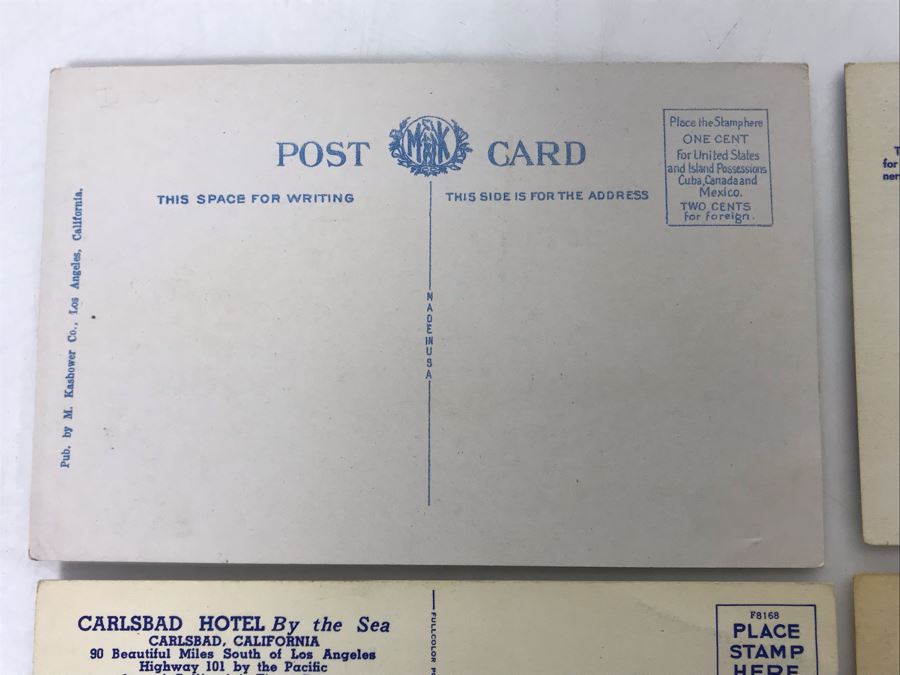 POST CARD
THIS SPACE FOR WRITING
THIS SIDE IS FOR THE ADDRESS
Place the Stamp here
ONE CENT
For United States
and Island Possessions
Cuba, Canada and
Mexico.
TWO CENTS
for foreign.
Pub. by M. Kashower Co., Los Angeles, California.
MADE IN USA
CARLSBAD HOTEL By the Sea
CARLSBAD, CALIFORNIA
90 Beautiful Miles South of Los Angeles
Highway 101 by the Pacific
FULLCOLOR
F8168
PLACE
STAMP
HERE
for